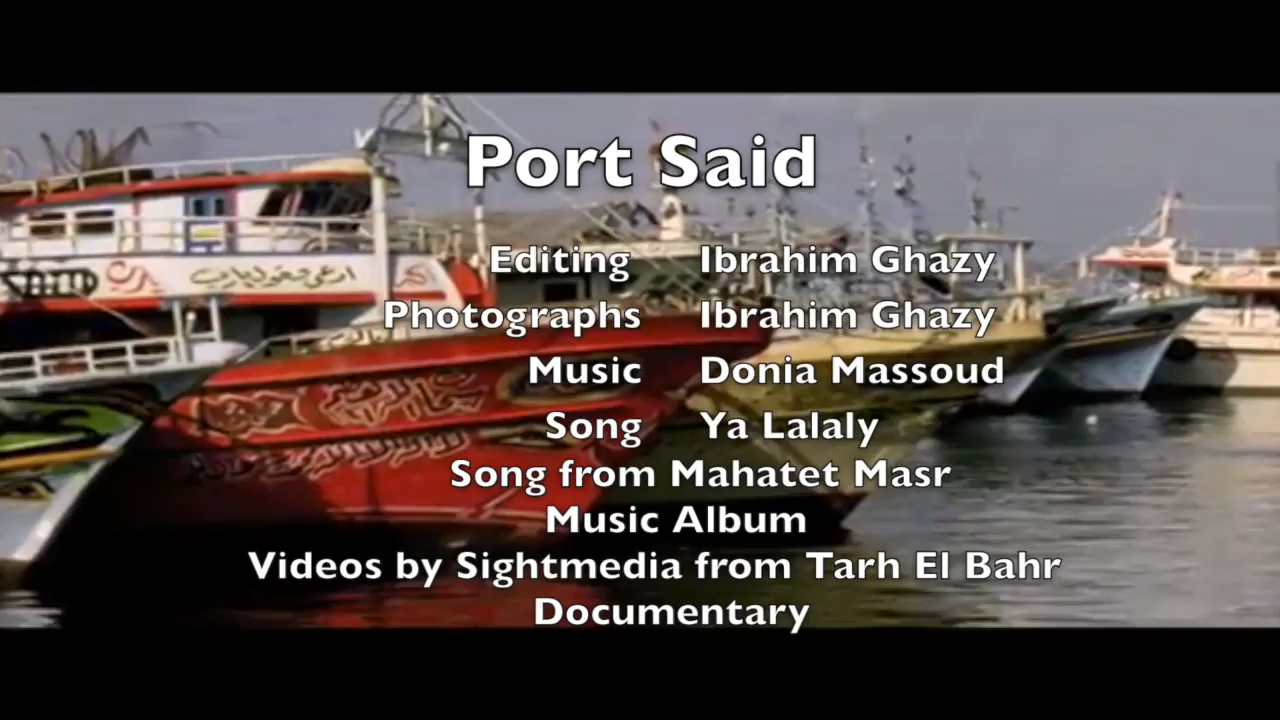 Port Said
Editing Ibrahim Ghazy
Photographs Ibrahim Ghazy
Music Donia Massoud
Song Ya Lalaly
Song from Mahatet Masr
Music Album
Videos by Sightmedia from Tarh El Bahr
Documentary